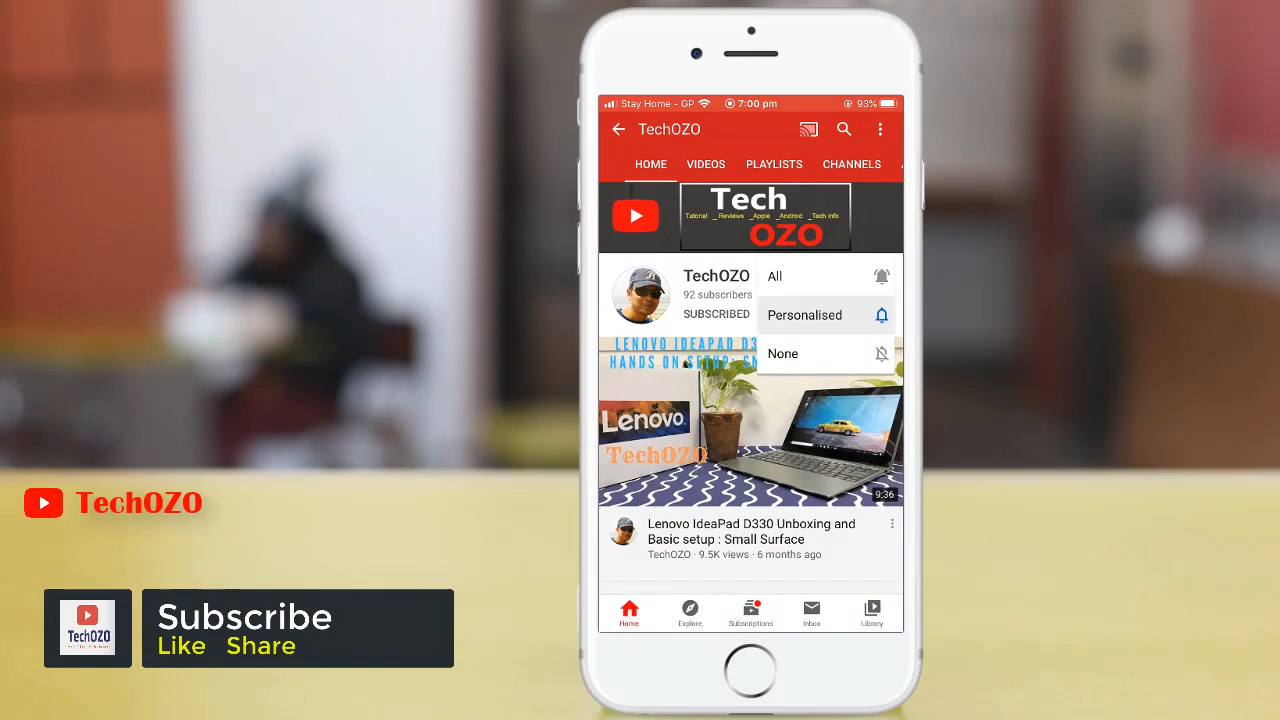 Stay Home - GP 7:00 pm 93%
TechOZO
HOME VIDEOS PLAYLISTS CHANNELS
Tech
Tutorial _Reviews _Apple _Android _Tech info
OZO
TechOZO
92 subscribers
SUBSCRIBED
All
Personalised
None
LENOVO IDEAPAD D3
HANDS ON SETUP: SM
Lenovo
TechOZO
9:36
Lenovo IdeaPad D330 Unboxing and
Basic setup : Small Surface
TechOZO · 9.5K views · 6 months ago
Home Explore Subscriptions Inbox Library
TechOZO
TechOZO
Subscribe
Like Share